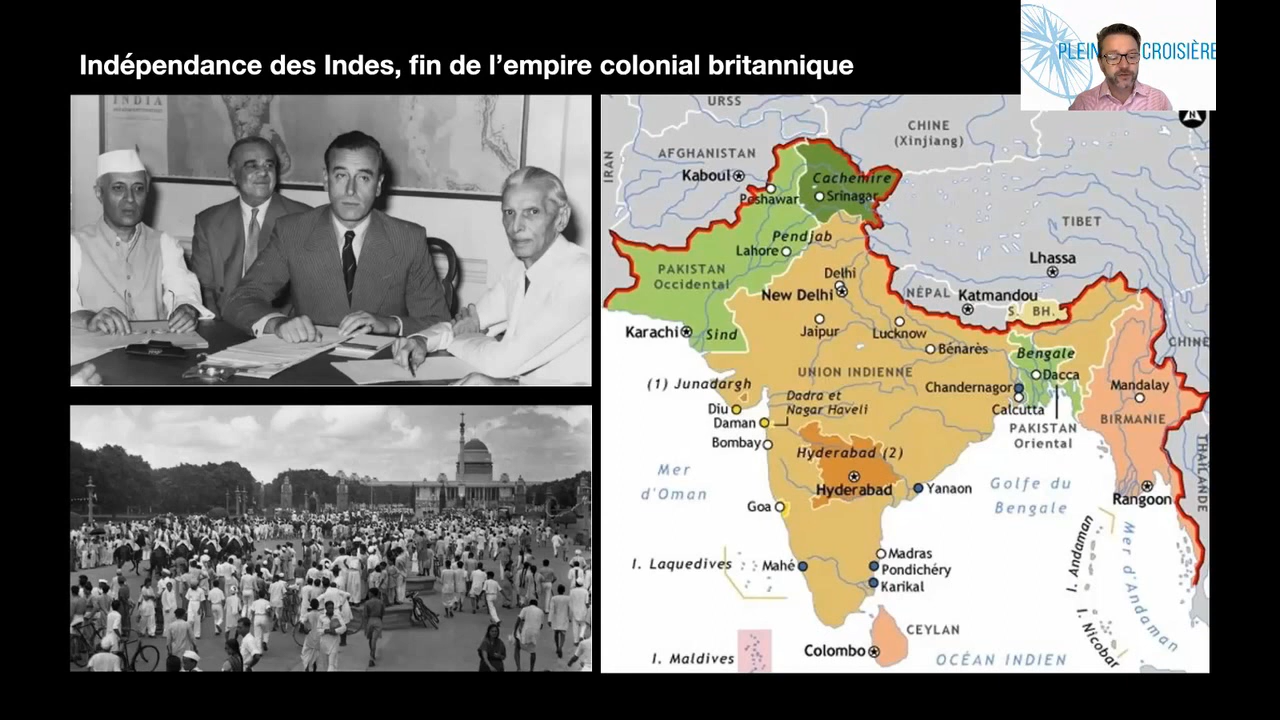 PLEIN CROISIÈRE
Indépendance des Indes, fin de l’empire colonial britannique
INDIA
URSS
CHINE
(Xinjiang)
IRAN
AFGHANISTAN
Kaboul
Cachemire
Peshawar
Srinagar
TIBET
Pendjab
Lahore
Lhassa
PAKISTAN
Occidental
Delhi
New Delhi
NÉPAL
Katmandou
S.
BH.
Karachi
Sind
Jaipur
Lucknow
CHINE
Bénarès
Bengale
UNION INDIENNE
Dacca
(1) Junadargh
Chandernagor
Mandalay
Dadra et
Nagar Haveli
Diu
Calcutta
BIRMANIE
Daman
PAKISTAN
Oriental
Bombay
THAÏLANDE
Hyderabad (2)
Mer
d'Oman
Hyderabad
Yanaon
Golfe du
Bengale
Rangoon
Goa
I. Andaman
Mer d'Andaman
Madras
I. Laquedives
Mahé
Pondichéry
Karikal
I. Nicobar
CEYLAN
Colombo
I. Maldives
OCÉAN INDIEN
N